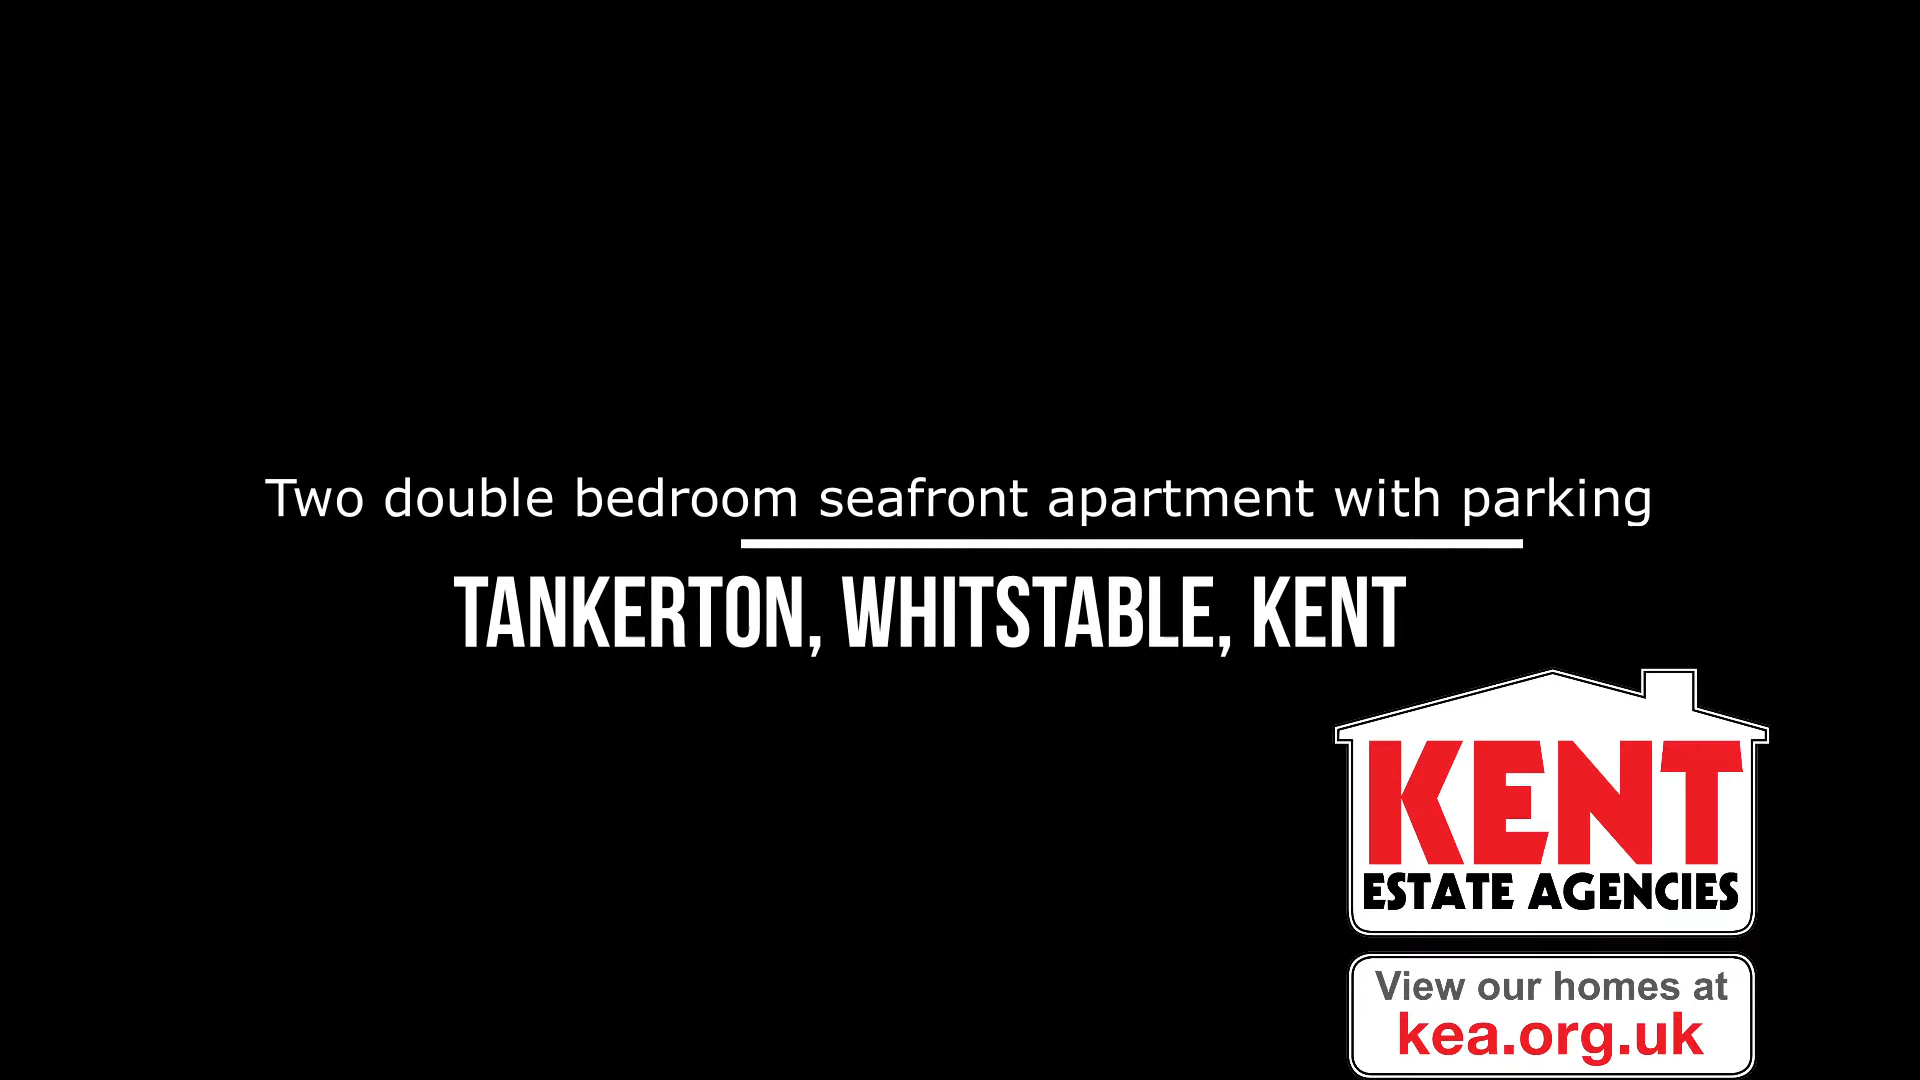 Two double bedroom seafront apartment with parking
TANKERTON, WHITSTABLE, KENT
KENT
ESTATE AGENCIES
View our homes at
kea.org.uk